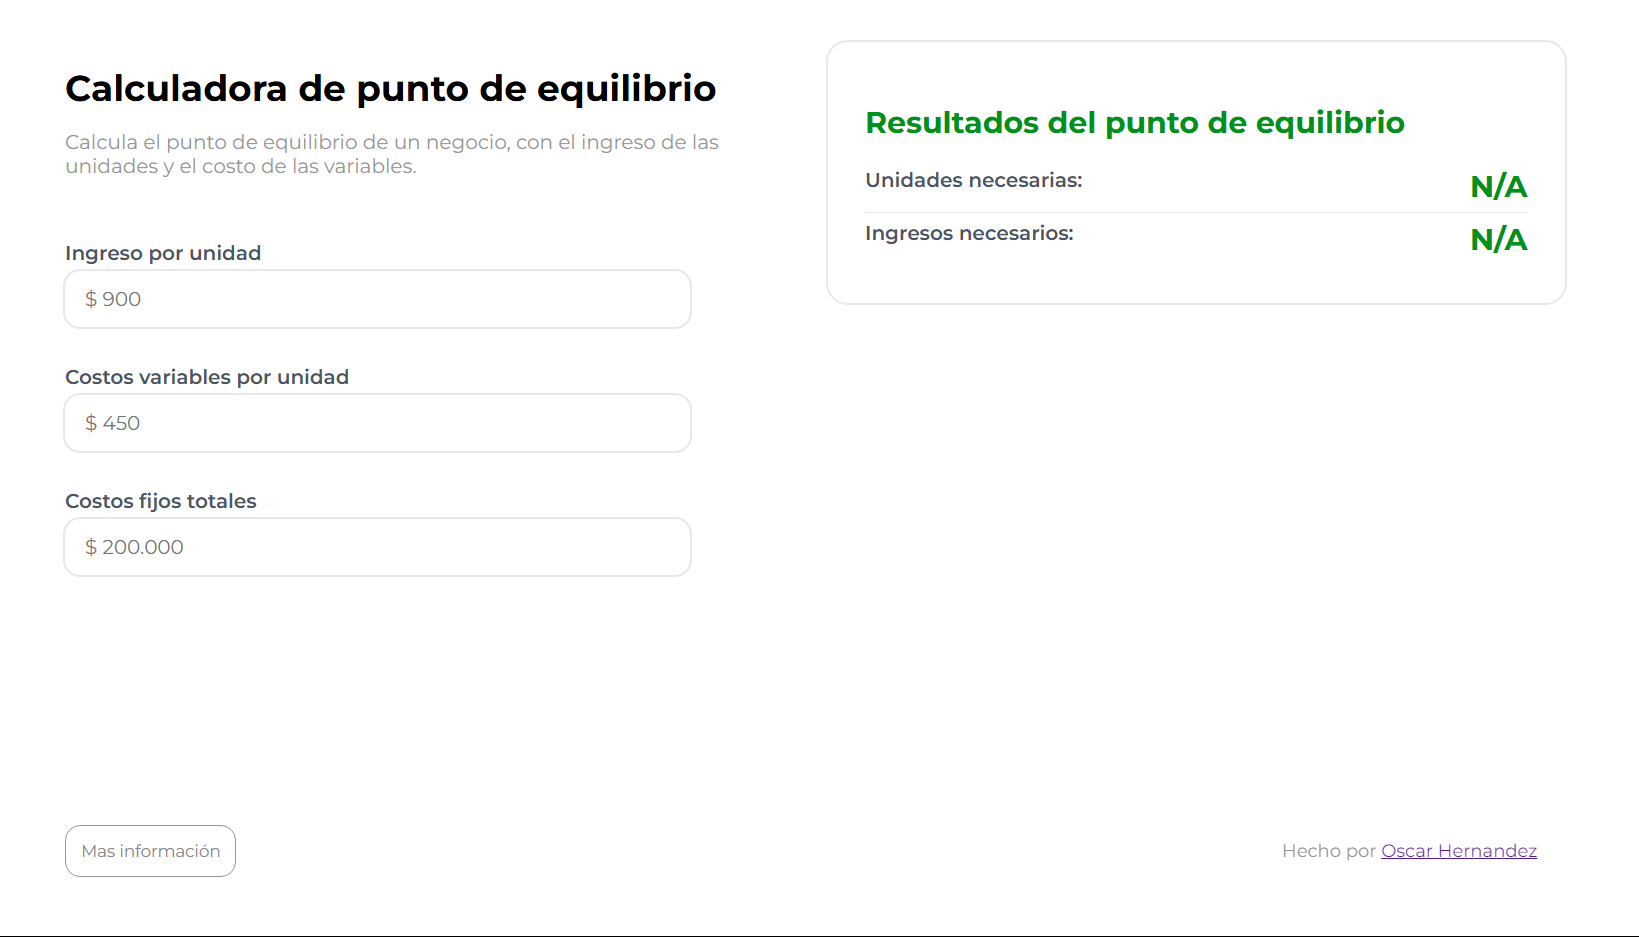 Calculadora de punto de equilibrio
Calcula el punto de equilibrio de un negocio, con el ingreso de las
unidades y el costo de las variables.
Ingreso por unidad
$ 900
Costos variables por unidad
$ 450
Costos fijos totales
$ 200.000
Resultados del punto de equilibrio
Unidades necesarias:
N/A
Ingresos necesarios:
N/A
Mas información
Hecho por Oscar Hernandez